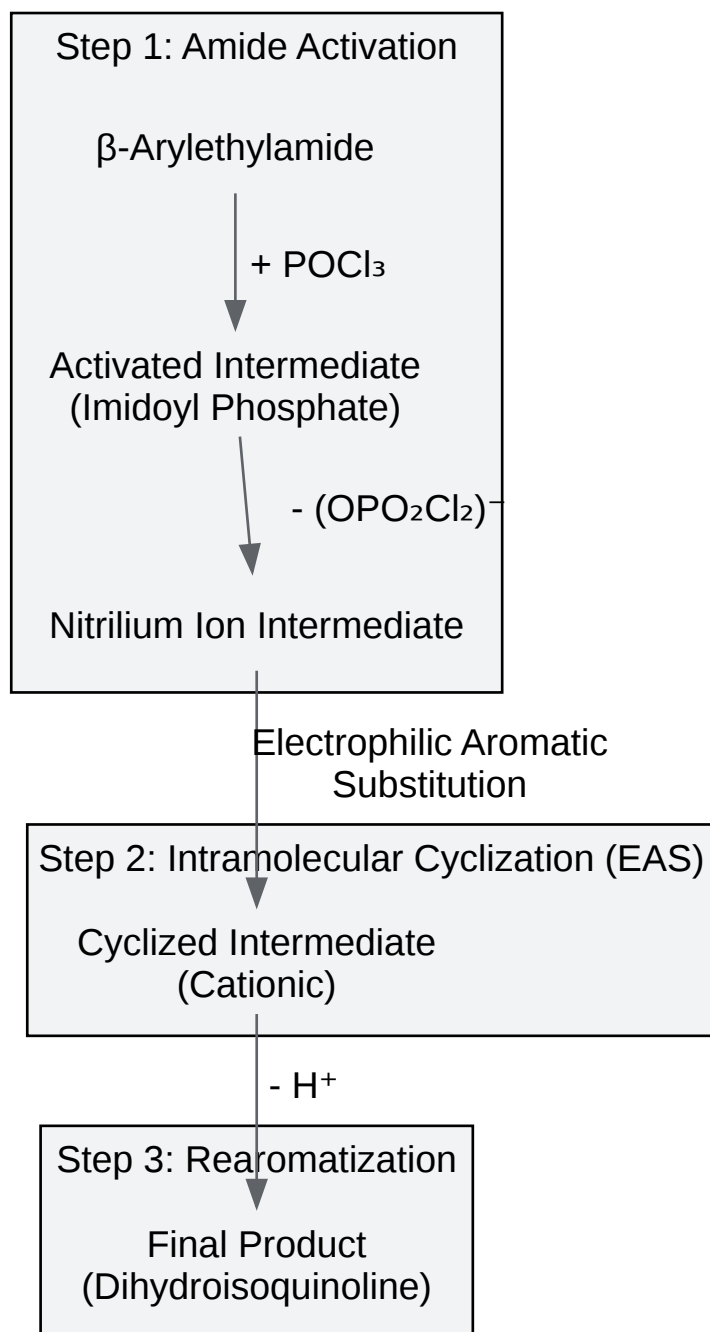 Step 1: Amide Activation
β-Arylethylamide
+ POCl₃
Activated Intermediate
(Imidoyl Phosphate)
- (OPO₂Cl₂)⁻
Nitrilium Ion Intermediate
Electrophilic Aromatic
Substitution
Step 2: Intramolecular Cyclization (EAS)
Cyclized Intermediate
(Cationic)
- H⁺
Step 3: Rearomatization
Final Product
(Dihydroisoquinoline)